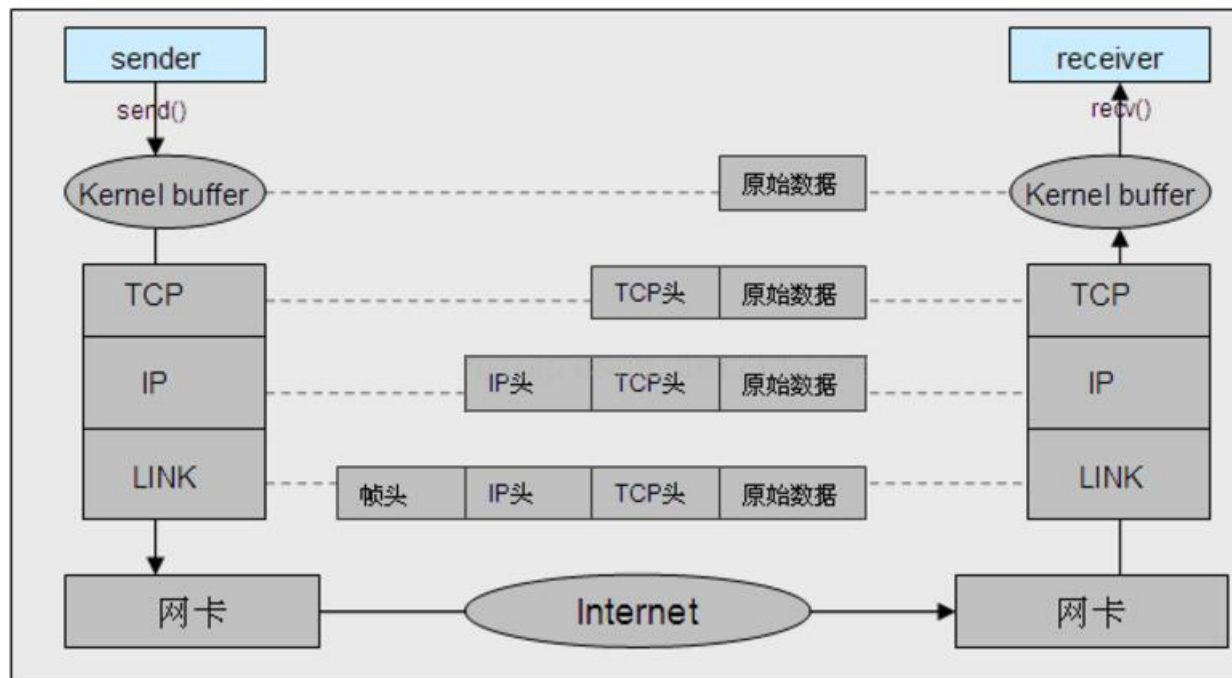 sender
receiver
send()
recv()
Kernel buffer
原始数据
Kernel buffer
TCP
TCP头
原始数据
TCP
IP
IP头
TCP头
原始数据
IP
LINK
帧头
IP头
TCP头
原始数据
LINK
网卡
Internet
网卡